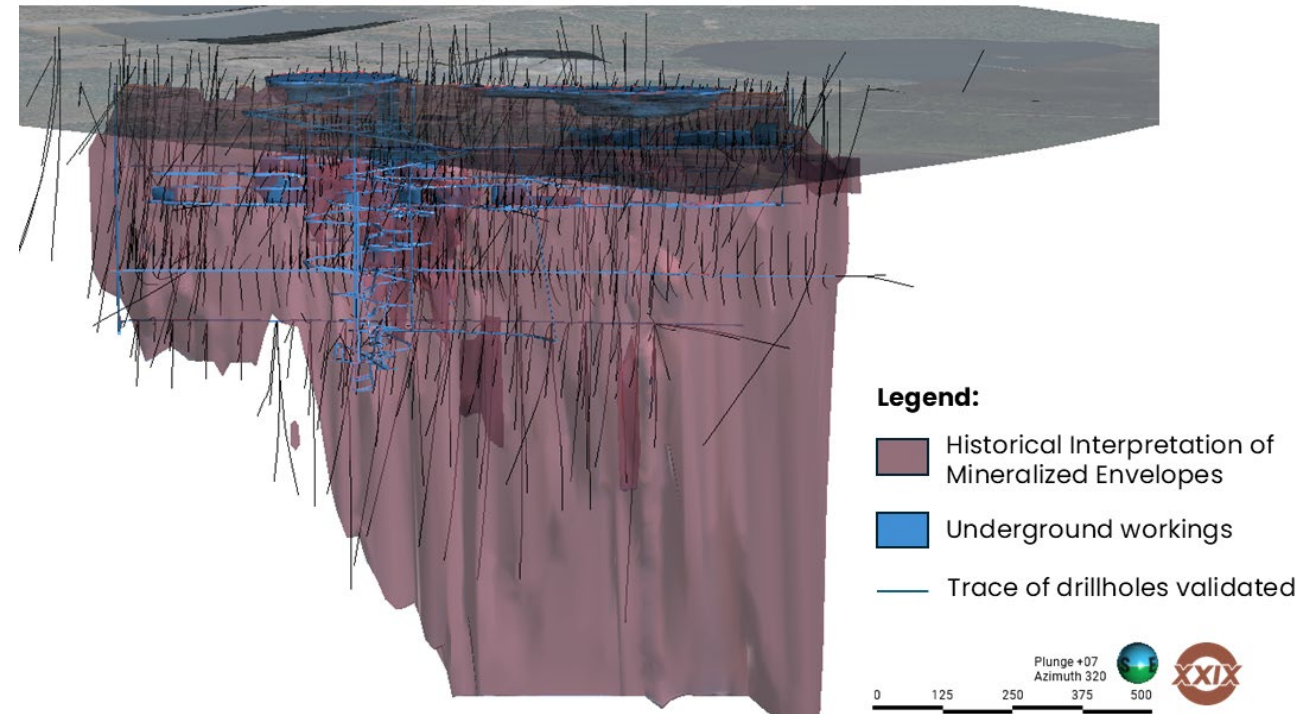 Legend:
Historical Interpretation of
Mineralized Envelopes
Underground workings
Trace of drillholes validated
Plunge +07
Azimuth 320
S E
XXIX
0 125 250 375 500